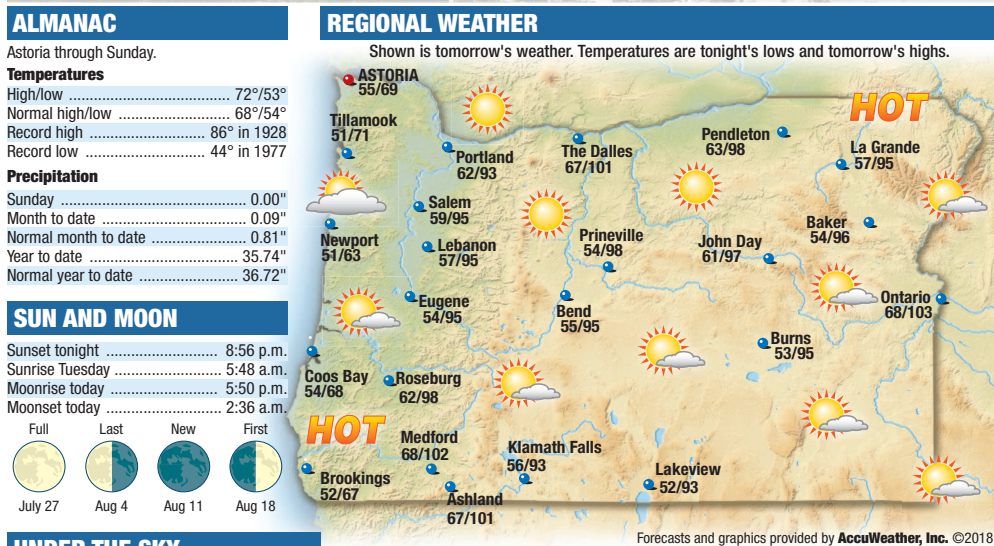 ALMANAC
Astoria through Sunday.
Temperatures
High/low ................................. 72°/53°
Normal high/low ....................... 68°/54°
Record high ........................ 86° in 1928
Record low ......................... 44° in 1977
Precipitation
Sunday ....................................... 0.00"
Month to date ............................. 0.09"
Normal month to date ................... 0.81"
Year to date .............................. 35.74"
Normal year to date .................... 36.72"
SUN AND MOON
Sunset tonight ....................... 8:56 p.m.
Sunrise Tuesday ..................... 5:48 a.m.
Moonrise today ...................... 5:50 p.m.
Moonset today ....................... 2:36 a.m.
Full Last New First
July 27 Aug 4 Aug 11 Aug 18
UNDER THE SKY
REGIONAL WEATHER
Shown is tomorrow's weather. Temperatures are tonight's lows and tomorrow's highs.
ASTORIA
55/69
Tillamook
51/71
Portland
62/93
The Dalles
67/101
Pendleton
63/98
HOT
La Grande
57/95
Salem
59/95
Newport
51/63
Lebanon
57/95
Prineville
54/98
John Day
61/97
Baker
54/96
Eugene
54/95
Bend
55/95
Ontario
68/103
Burns
53/95
Coos Bay
54/68
Roseburg
62/98
HOT
Medford
68/102
Klamath Falls
56/93
Brookings
52/67
Ashland
67/101
Lakeview
52/93
Forecasts and graphics provided by AccuWeather, Inc. ©2018